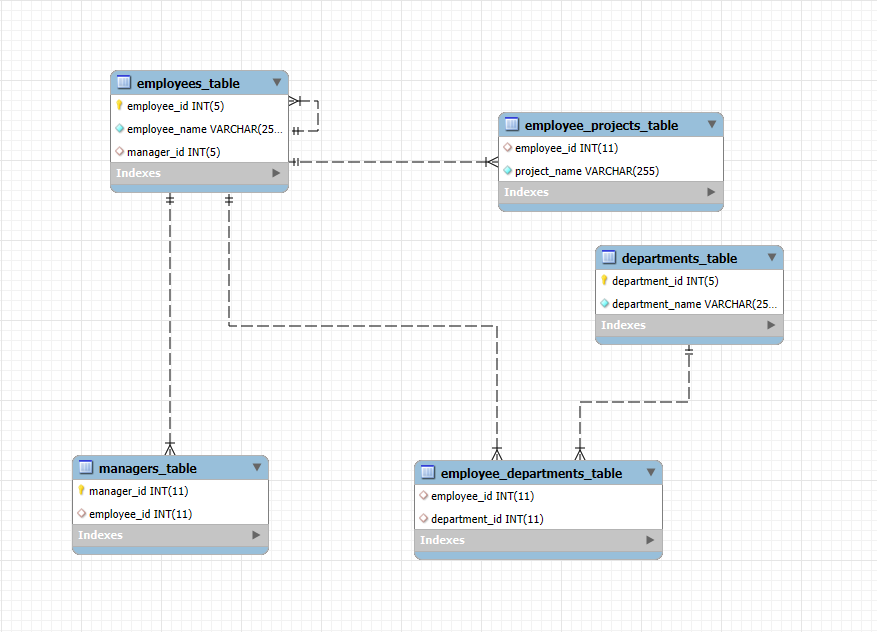 employees_table
employee_id INT(5)
employee_name VARCHAR(25...
manager_id INT(5)
Indexes
employee_projects_table
employee_id INT(11)
project_name VARCHAR(255)
Indexes
departments_table
department_id INT(5)
department_name VARCHAR(25...
Indexes
managers_table
manager_id INT(11)
employee_id INT(11)
Indexes
employee_departments_table
employee_id INT(11)
department_id INT(11)
Indexes